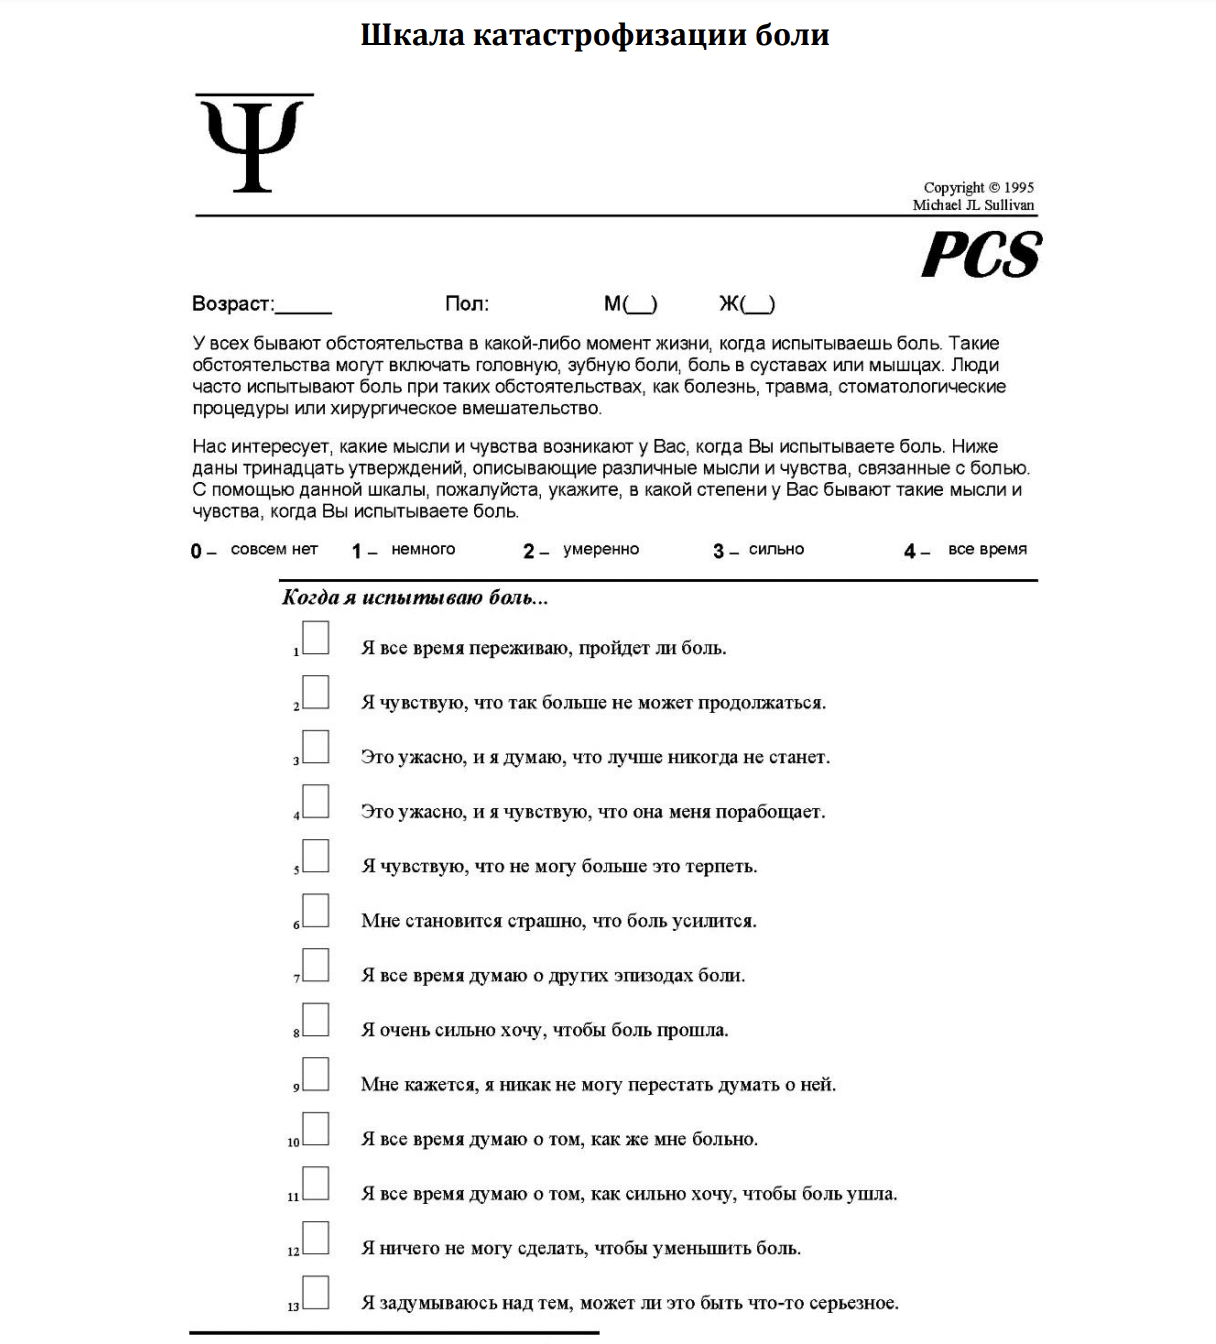 Шкала катастрофизации боли
Ψ
Copyright © 1995
Michael JL Sullivan
PCS
Возраст:_____ Пол: М(__) Ж(__)
У всех бывают обстоятельства в какой-либо момент жизни, когда испытываешь боль. Такие
обстоятельства могут включать головную, зубную боли, боль в суставах или мышцах. Люди
часто испытывают боль при таких обстоятельствах, как болезнь, травма, стоматологические
процедуры или хирургическое вмешательство.
Нас интересует, какие мысли и чувства возникают у Вас, когда Вы испытываете боль. Ниже
даны тринадцать утверждений, описывающие различные мысли и чувства, связанные с болью.
С помощью данной шкалы, пожалуйста, укажите, в какой степени у Вас бывают такие мысли и
чувства, когда Вы испытываете боль.
0 – совсем нет 1 – немного 2 – умеренно 3 – сильно 4 – все время
Когда я испытываю боль...
1 Я все время переживаю, пройдет ли боль.
2 Я чувствую, что так больше не может продолжаться.
3 Это ужасно, и я думаю, что лучше никогда не станет.
4 Это ужасно, и я чувствую, что она меня порабощает.
5 Я чувствую, что не могу больше это терпеть.
6 Мне становится страшно, что боль усилится.
7 Я все время думаю о других эпизодах боли.
8 Я очень сильно хочу, чтобы боль прошла.
9 Мне кажется, я никак не могу перестать думать о ней.
10 Я все время думаю о том, как же мне больно.
11 Я все время думаю о том, как сильно хочу, чтобы боль ушла.
12 Я ничего не могу сделать, чтобы уменьшить боль.
13 Я задумываюсь над тем, может ли это быть что-то серьезное.